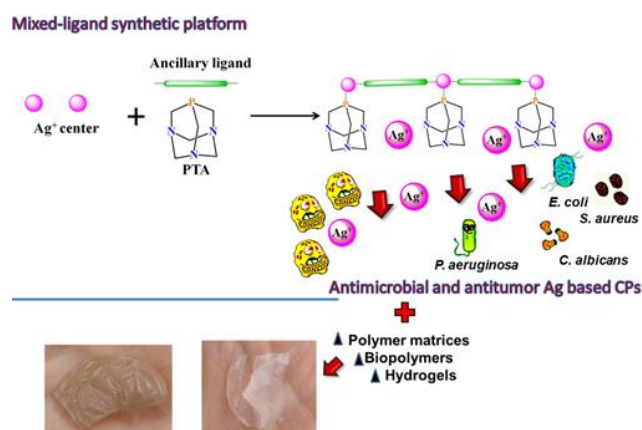 Mixed-ligand synthetic platform
Ancillary ligand
Ag⁺ center
+
P
N
N
N
PTA
P
N
N
N
P
N
N
N
P
N
N
N
Ag⁺
Ag⁺
Ag⁺
Ag⁺
Ag⁺
E. coli
S. aureus
P. aeruginosa
C. albicans
Antimicrobial and antitumor Ag based CPs
Polymer matrices
Biopolymers
Hydrogels